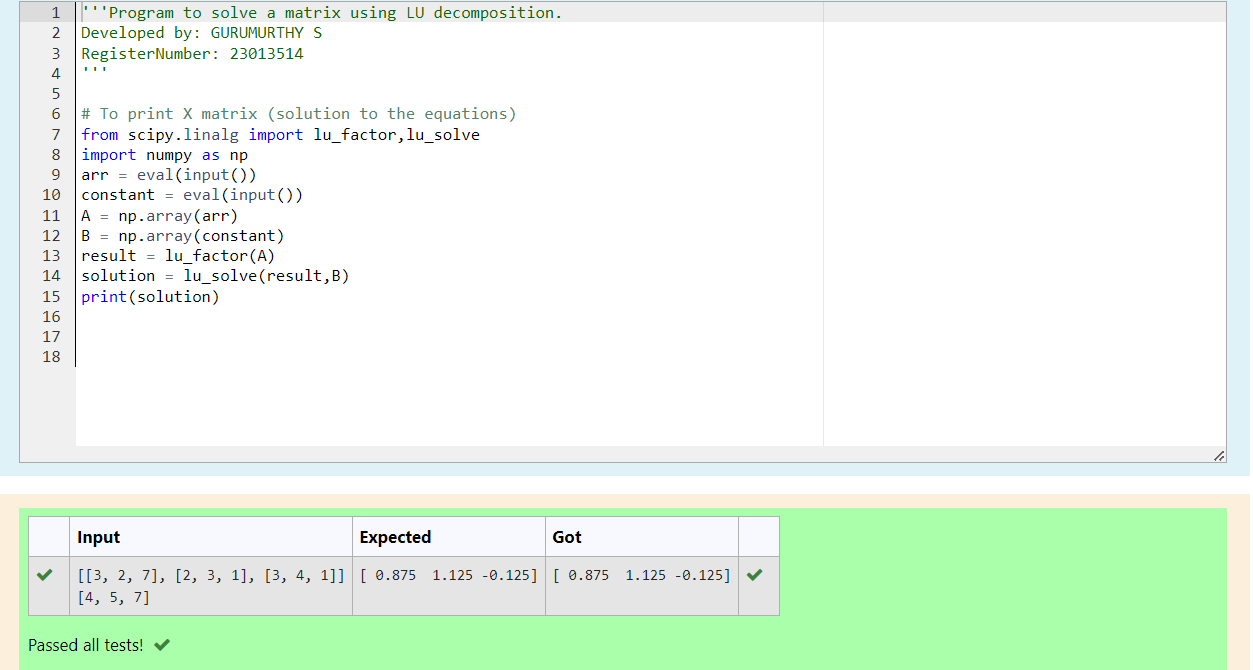 1 '''Program to solve a matrix using LU decomposition.
2 Developed by: GURUMURTHY S
3 RegisterNumber: 23013514
4 '''
5
6 # To print X matrix (solution to the equations)
7 from scipy.linalg import lu_factor,lu_solve
8 import numpy as np
9 arr = eval(input())
10 constant = eval(input())
11 A = np.array(arr)
12 B = np.array(constant)
13 result = lu_factor(A)
14 solution = lu_solve(result,B)
15 print(solution)
16
17
18
Input Expected Got
[[3, 2, 7], [2, 3, 1], [3, 4, 1]] [ 0.875  1.125 -0.125] [ 0.875  1.125 -0.125]
[4, 5, 7]
Passed all tests!